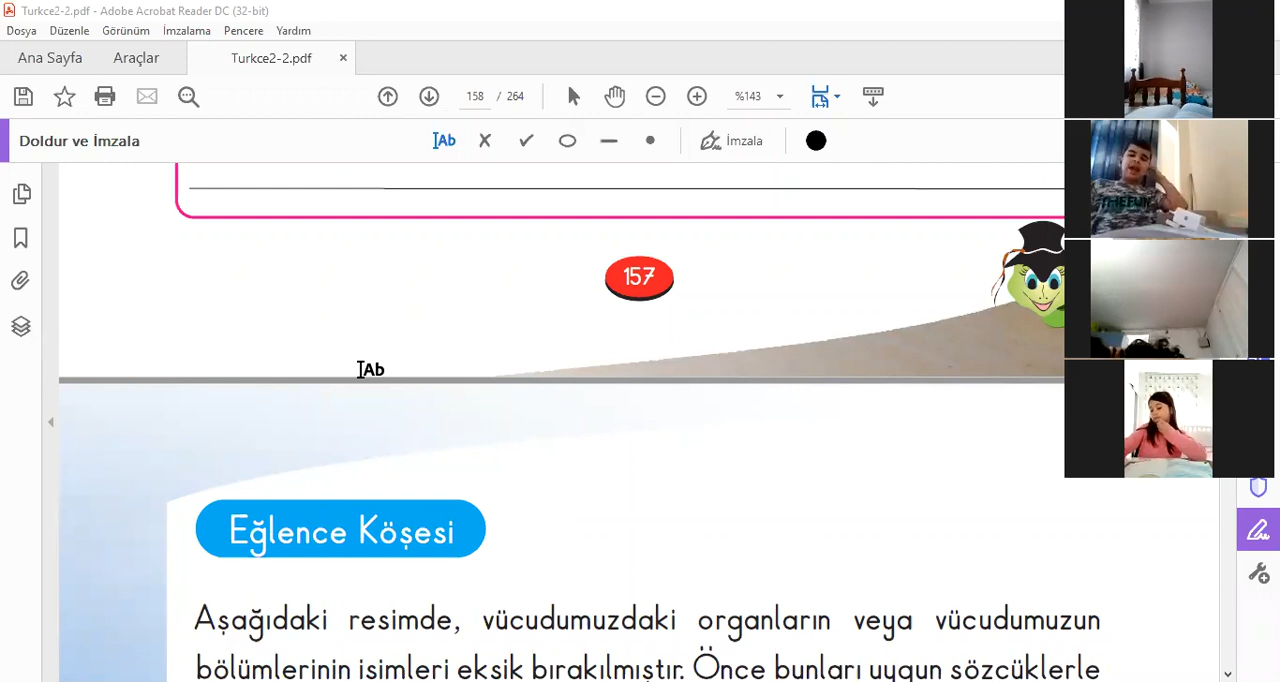 Turkce2-2.pdf - Adobe Acrobat Reader DC (32-bit)
Dosya Düzenle Görünüm İmzalama Pencere Yardım
Ana Sayfa Araçlar Turkce2-2.pdf ×
158 / 264 %143
Doldur ve İmzala Ab İmzala
157
Ab
Eğlence Köşesi
Aşağıdaki resimde, vücudumuzdaki organların veya vücudumuzun
bölümlerinin isimleri eksik bırakılmıştır. Önce bunları uygun sözcüklerle